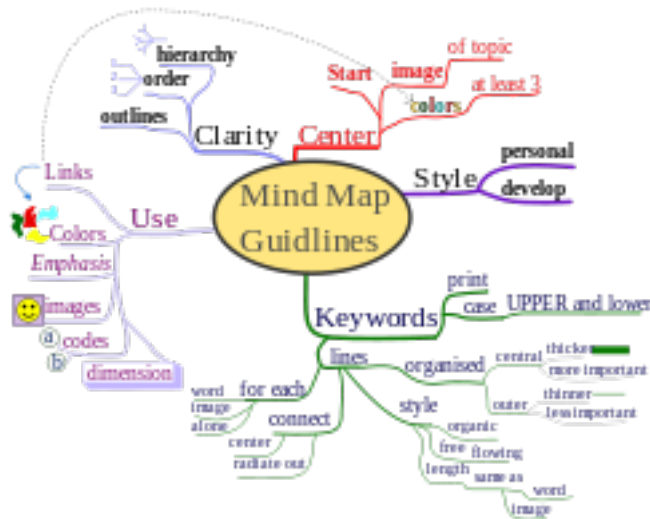 Mind Map
Guidlines
Center
Start
image
of topic
colors
at least 3
Style
personal
develop
Keywords
print
case
UPPER and lower
lines
organised
central
thicker
more important
outer
thinner
less important
style
organic
free flowing
length
same as
word
image
connect
center
radiate out
for each
word
image
alone
Use
Links
Colors
Emphasis
images
codes
a
b
dimension
Clarity
hierarchy
order
outlines